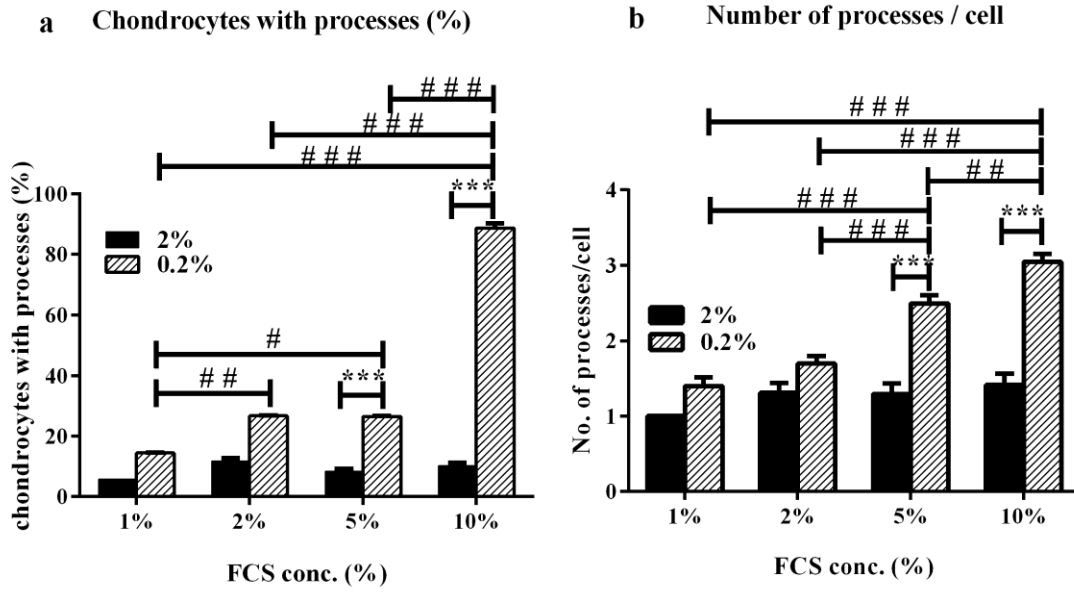 a Chondrocytes with processes (%)
# # #
# # #
# # #
***
#
# #
***
chondrocytes with processes (%)
100
80
60
40
20
0
2%
0.2%
1% 2% 5% 10%
FCS conc. (%)
b Number of processes / cell
# # #
# # #
# #
# # #
***
# # #
***
No. of processes/cell
4
3
2
1
0
2%
0.2%
1% 2% 5% 10%
FCS conc. (%)